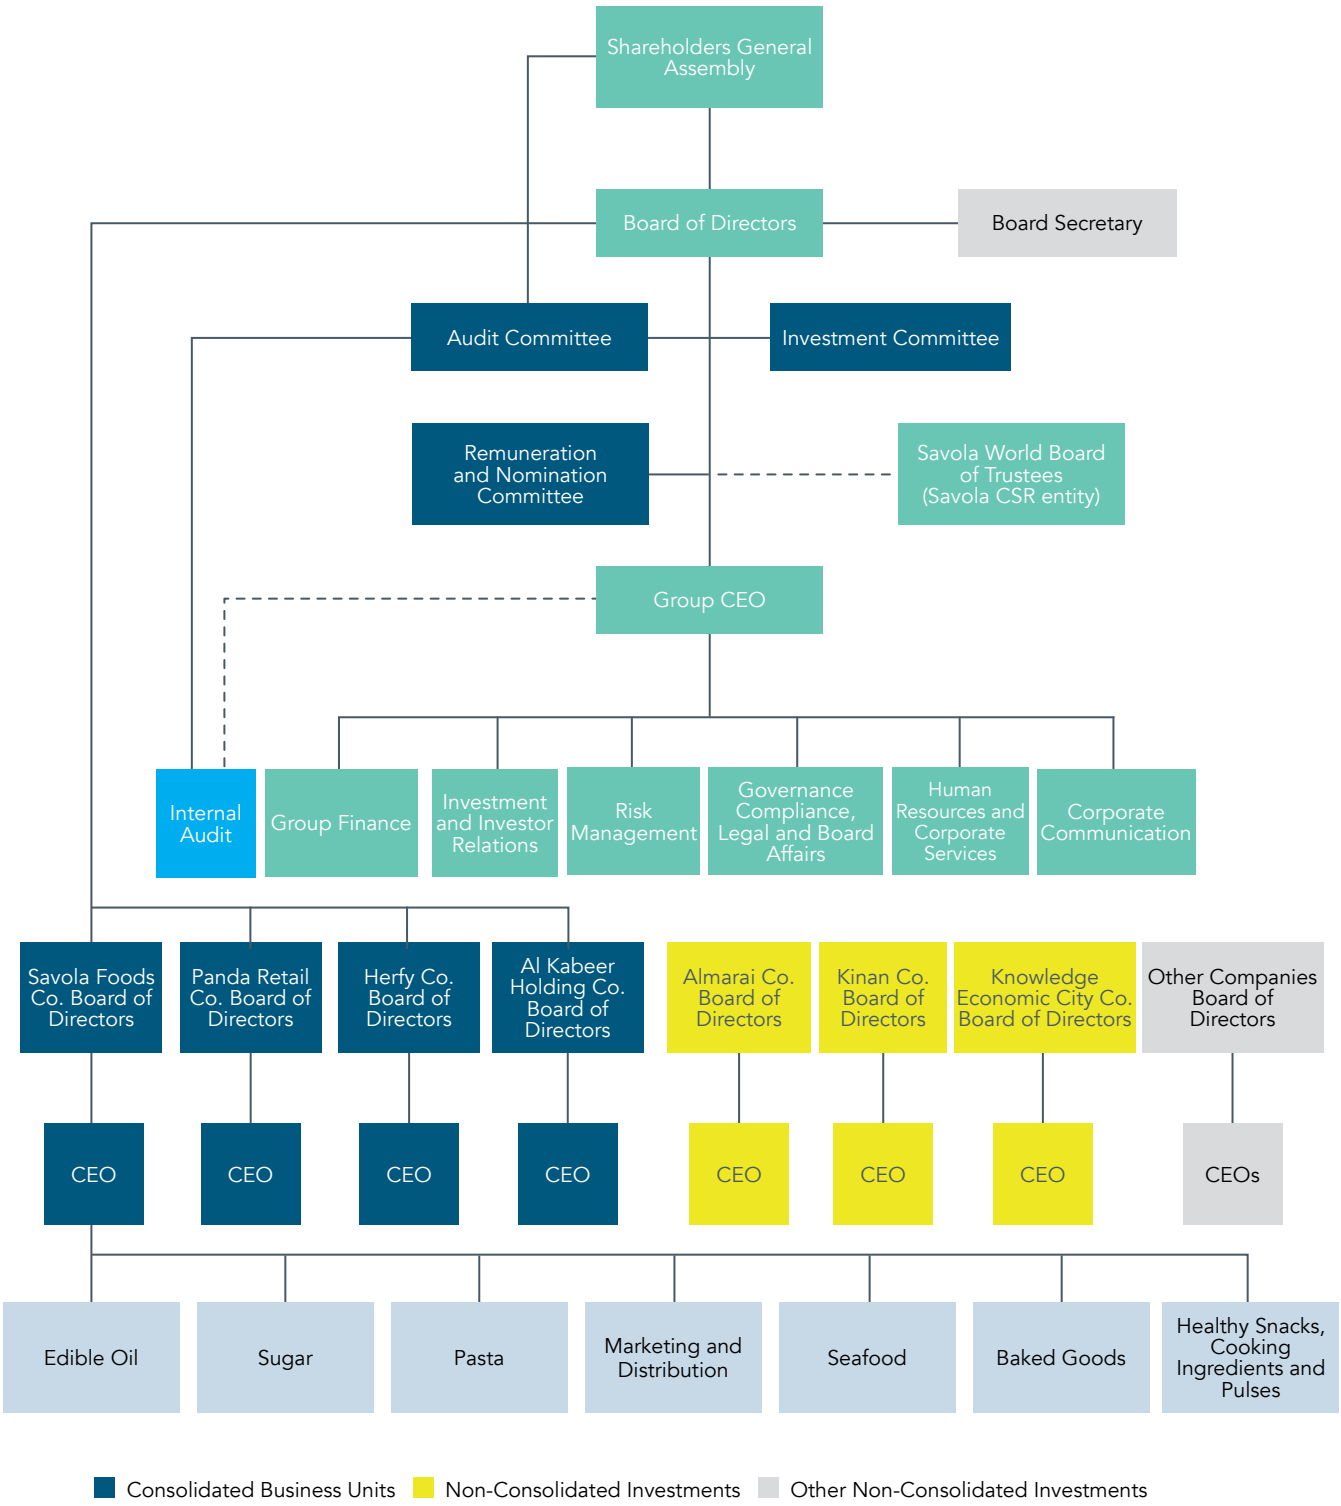 Shareholders General
Assembly
Board of Directors
Board Secretary
Audit Committee
Investment Committee
Remuneration
and Nomination
Committee
Savola World Board
of Trustees
(Savola CSR entity)
Group CEO
Internal
Audit
Group Finance
Investment
and Investor
Relations
Risk
Management
Governance
Compliance,
Legal and Board
Affairs
Human
Resources and
Corporate
Services
Corporate
Communication
Savola Foods
Co. Board of
Directors
Panda Retail
Co. Board of
Directors
Herfy Co.
Board of
Directors
Al Kabeer
Holding Co.
Board of
Directors
Almarai Co.
Board of
Directors
Kinan Co.
Board of
Directors
Knowledge
Economic City Co.
Board of Directors
Other Companies
Board of
Directors
CEO
CEO
CEO
CEO
CEO
CEO
CEO
CEOs
Edible Oil
Sugar
Pasta
Marketing and
Distribution
Seafood
Baked Goods
Healthy Snacks,
Cooking
Ingredients and
Pulses
Consolidated Business Units
Non-Consolidated Investments
Other Non-Consolidated Investments